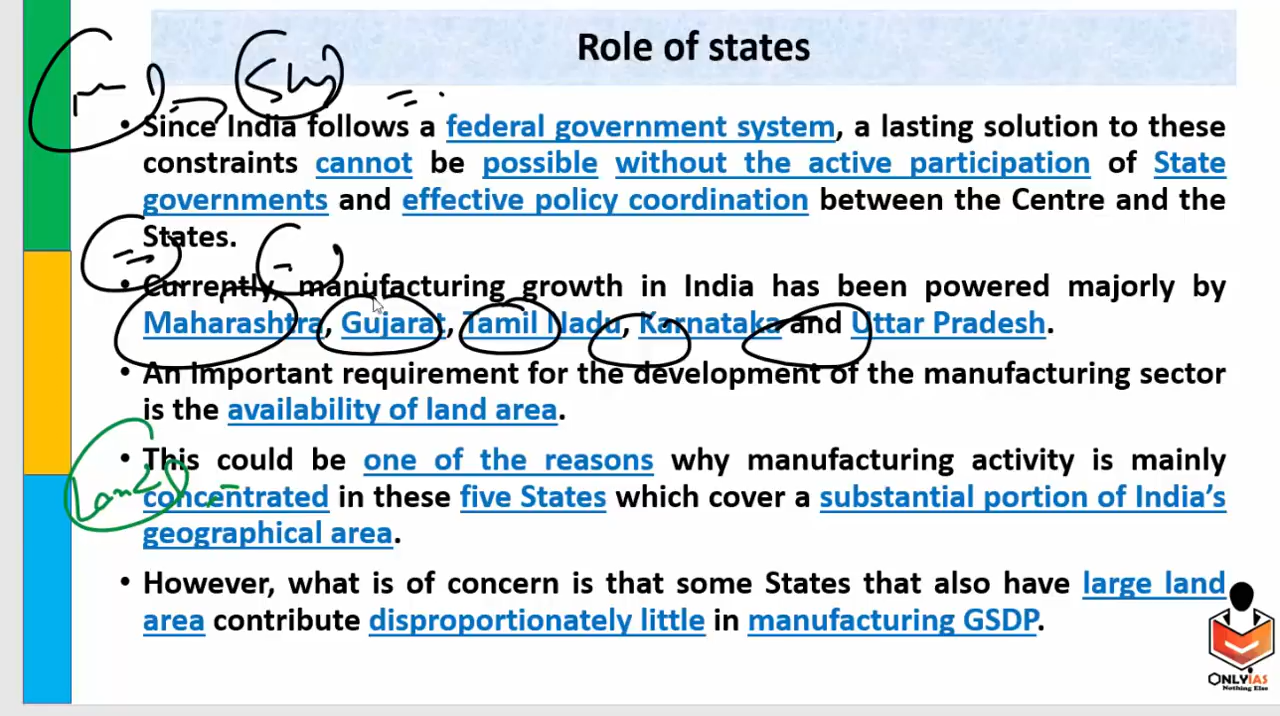 Role of states
• Since India follows a federal government system, a lasting solution to these
constraints cannot be possible without the active participation of State
governments and effective policy coordination between the Centre and the
States.
• Currently, manufacturing growth in India has been powered majorly by
Maharashtra, Gujarat, Tamil Nadu, Karnataka and Uttar Pradesh.
• An important requirement for the development of the manufacturing sector
is the availability of land area.
• This could be one of the reasons why manufacturing activity is mainly
Land
concentrated in these five States which cover a substantial portion of India's
geographical area.
• However, what is of concern is that some States that also have large land
area contribute disproportionately little in manufacturing GSDP.
ONLYIAS
Nothing Else